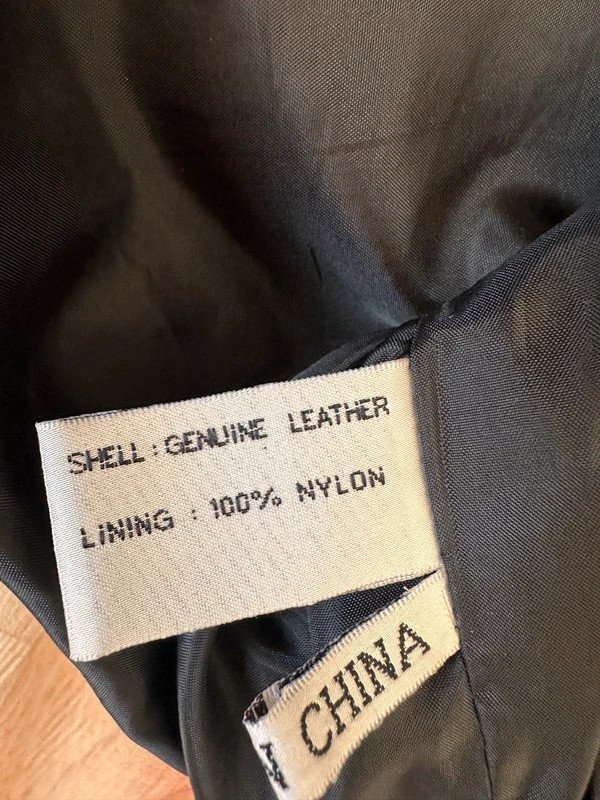 SHELL : GENUINE LEATHER
LINING : 100% NYLON
CHINA